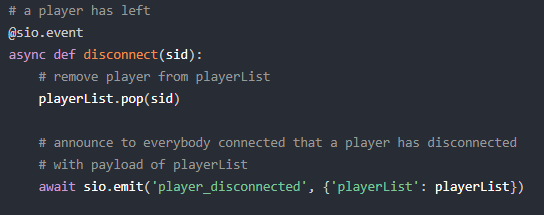 # a player has left
@sio.event
async def disconnect(sid):
    # remove player from playerList
    playerList.pop(sid)

    # announce to everybody connected that a player has disconnected
    # with payload of playerList
    await sio.emit('player_disconnected', {'playerList': playerList})